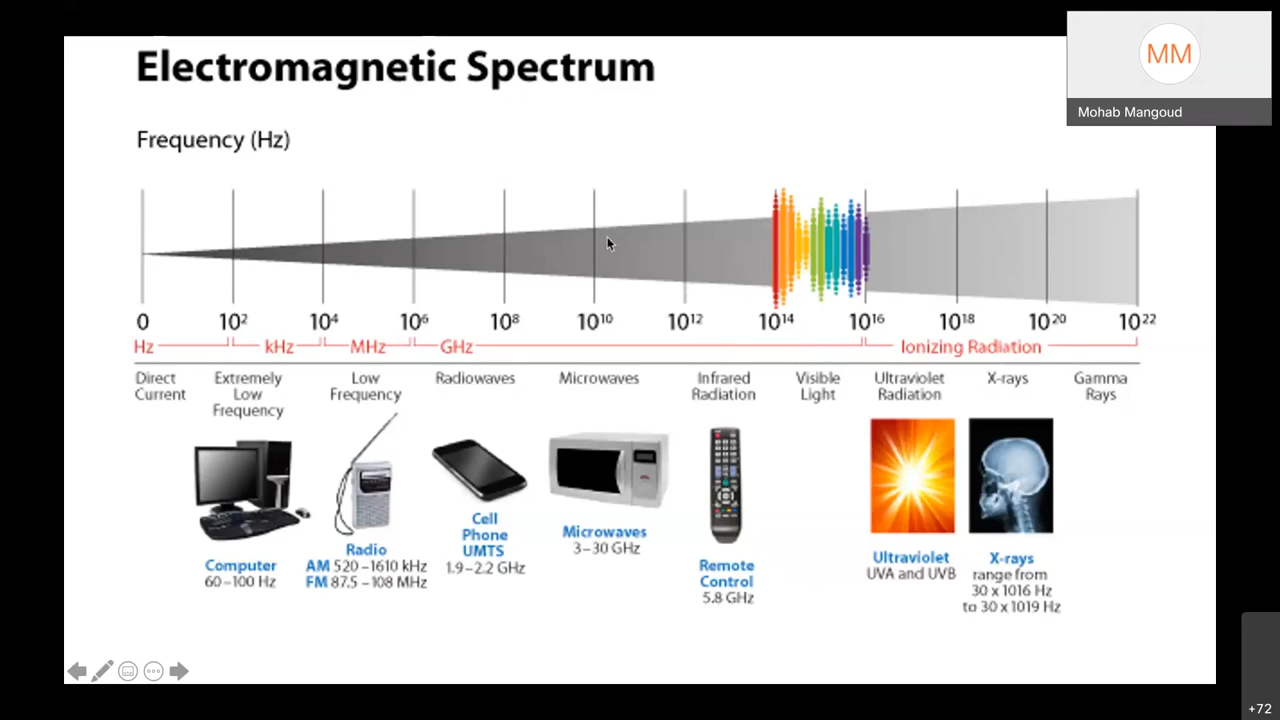 MM
Mohab Mangoud
Electromagnetic Spectrum
Frequency (Hz)
0 10² 10⁴ 10⁶ 10⁸ 10¹⁰ 10¹² 10¹⁴ 10¹⁶ 10¹⁸ 10²⁰ 10²²
Hz kHz MHz GHz Ionizing Radiation
Direct
Current
Extremely
Low
Frequency
Low
Frequency
Radiowaves
Microwaves
Infrared
Radiation
Visible
Light
Ultraviolet
Radiation
X-rays
Gamma
Rays
Computer
60–100 Hz
Radio
AM 520–1610 kHz
FM 87.5–108 MHz
Cell
Phone
UMTS
1.9–2.2 GHz
Microwaves
3–30 GHz
Remote
Control
5.8 GHz
Ultraviolet
UVA and UVB
X-rays
range from
30 x 1016 Hz
to 30 x 1019 Hz
+72